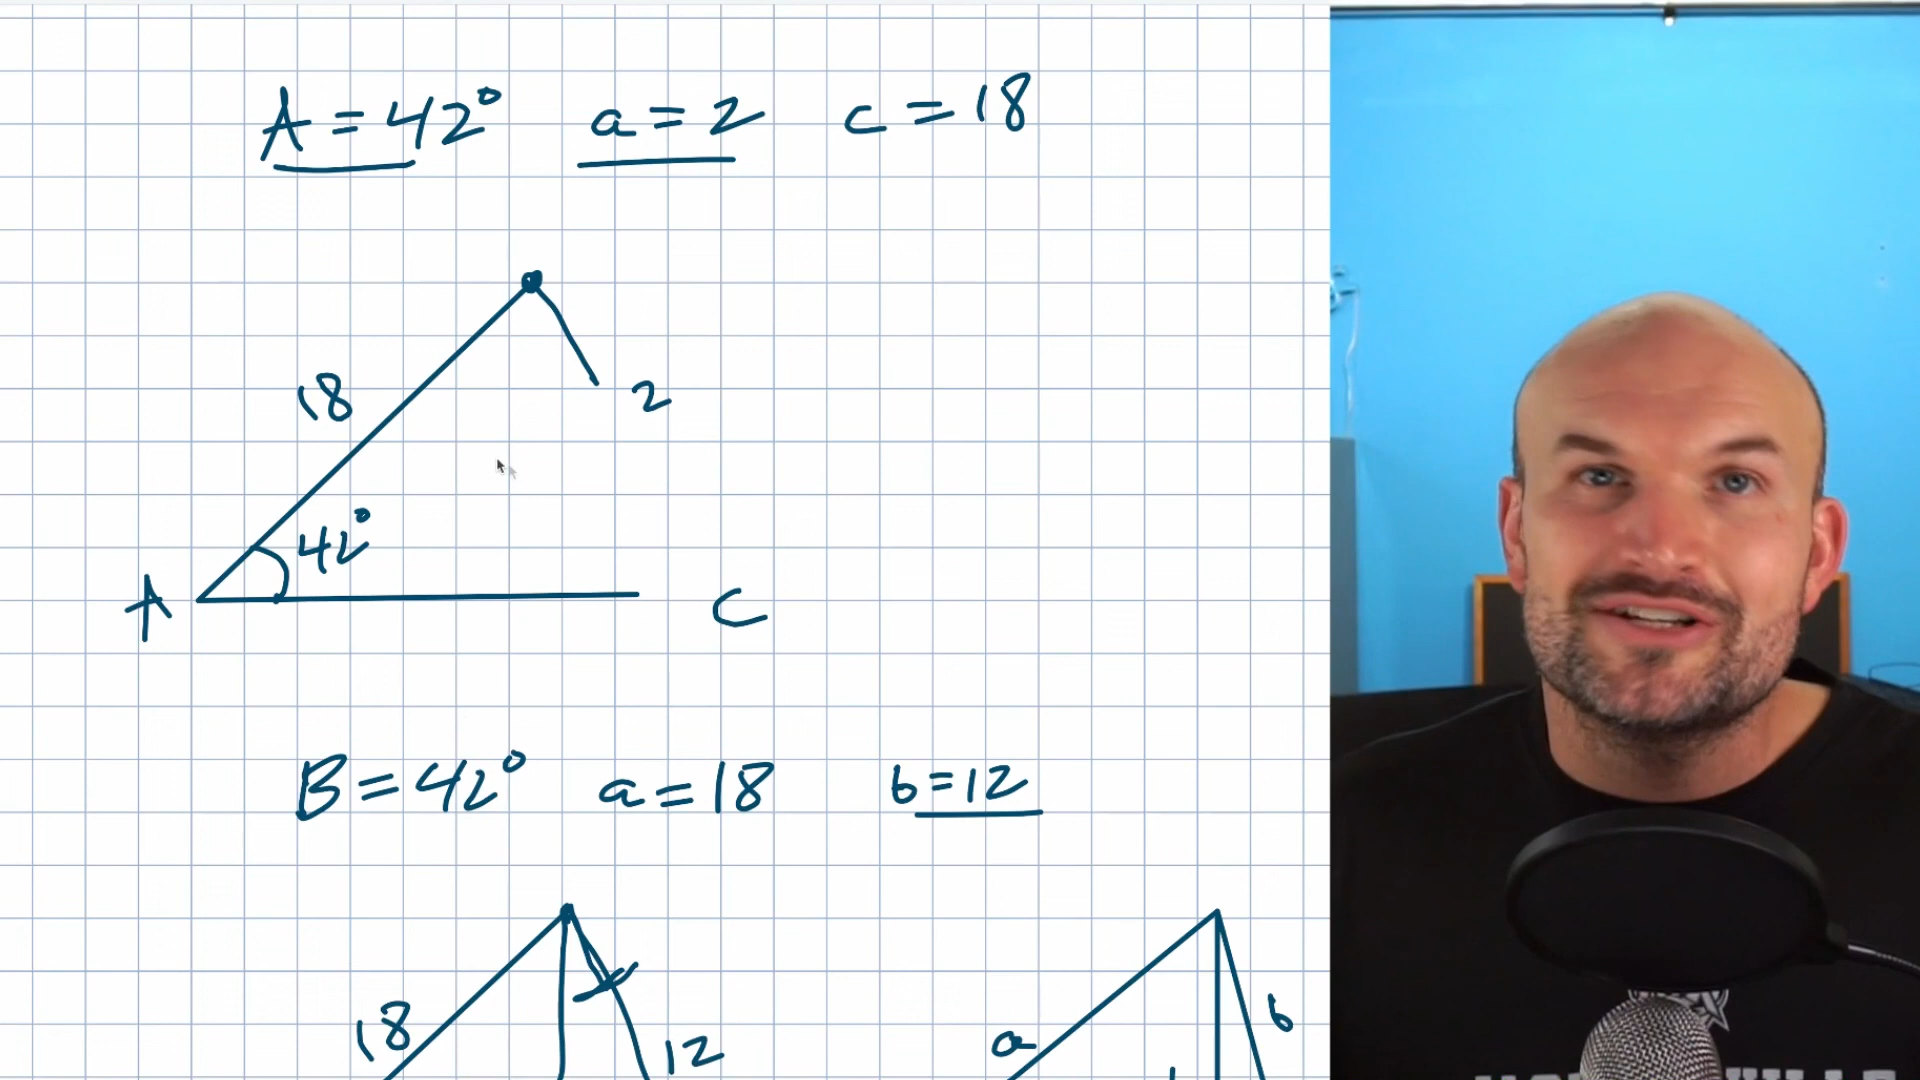 A = 42° a = 2 c = 18
18
2
42°
A C
B = 42° a = 18 b = 12
18
12
a
b